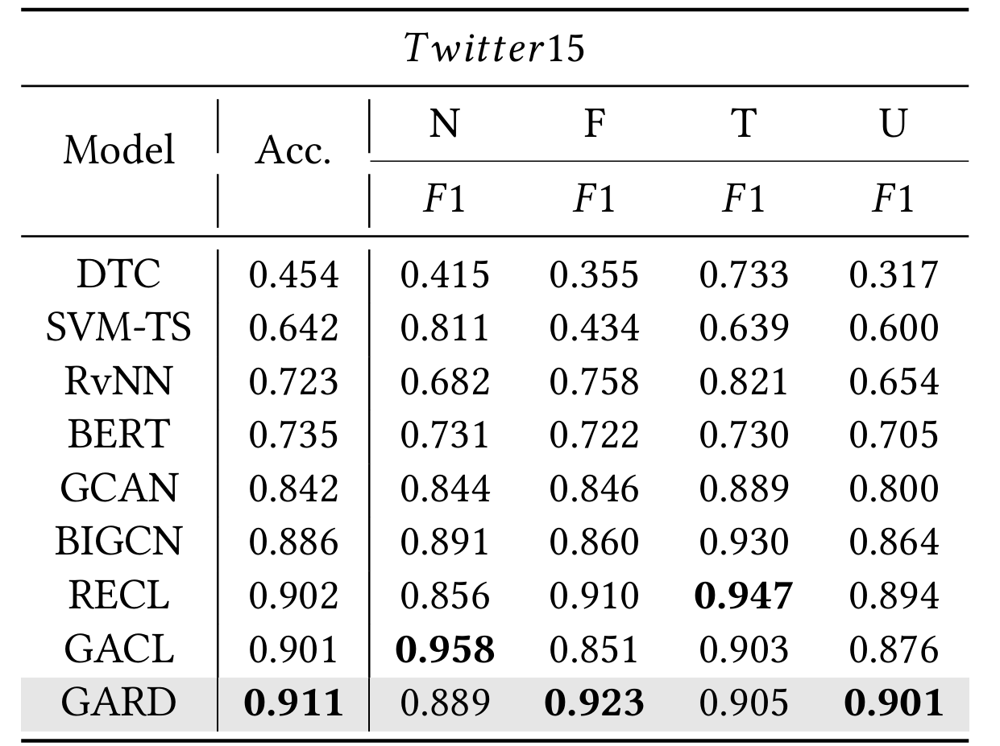 Twitter15
N F T U
Model Acc.
F1 F1 F1 F1
DTC 0.454 0.415 0.355 0.733 0.317
SVM-TS 0.642 0.811 0.434 0.639 0.600
RvNN 0.723 0.682 0.758 0.821 0.654
BERT 0.735 0.731 0.722 0.730 0.705
GCAN 0.842 0.844 0.846 0.889 0.800
BIGCN 0.886 0.891 0.860 0.930 0.864
RECL 0.902 0.856 0.910 0.947 0.894
GACL 0.901 0.958 0.851 0.903 0.876
GARD 0.911 0.889 0.923 0.905 0.901